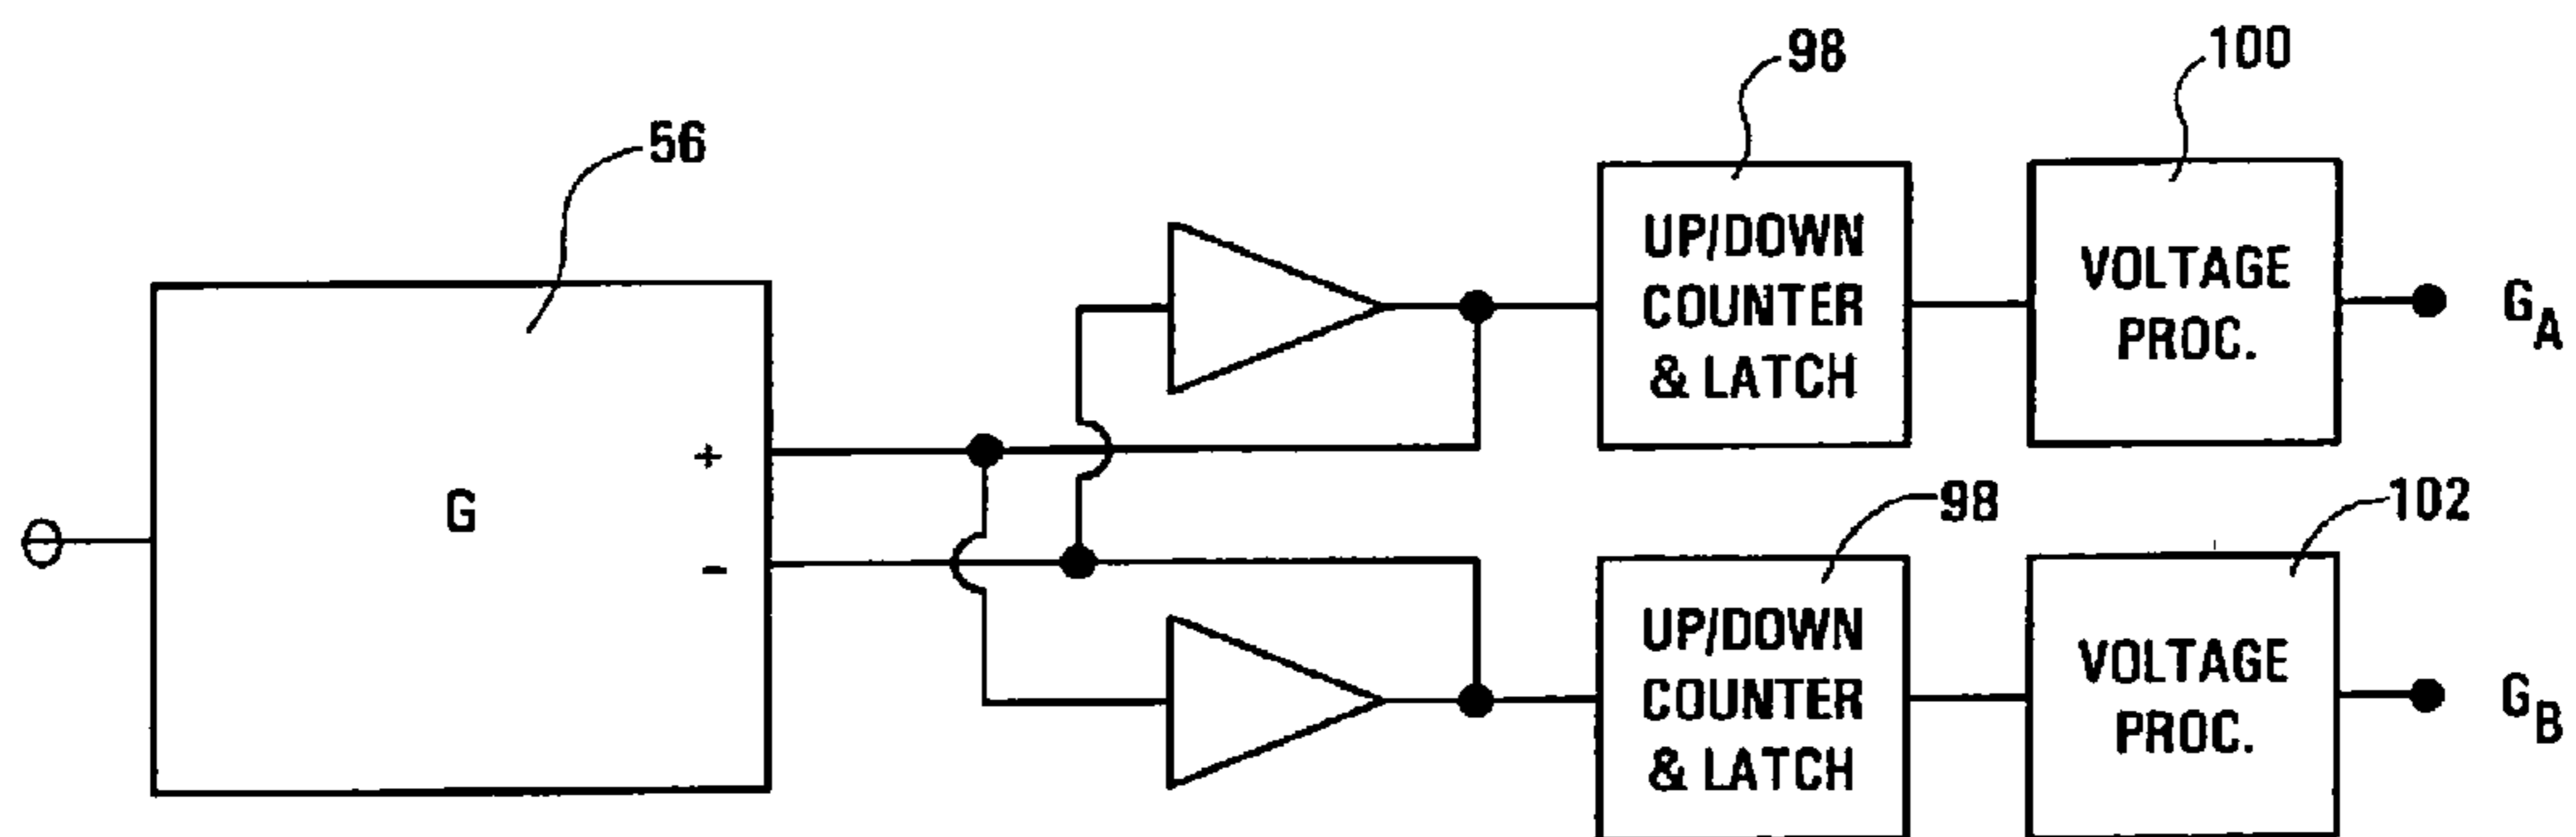 98
100
56
UP/DOWN
COUNTER
& LATCH
VOLTAGE
PROC.
G_A
+
G
-
98
102
UP/DOWN
COUNTER
& LATCH
VOLTAGE
PROC.
G_B